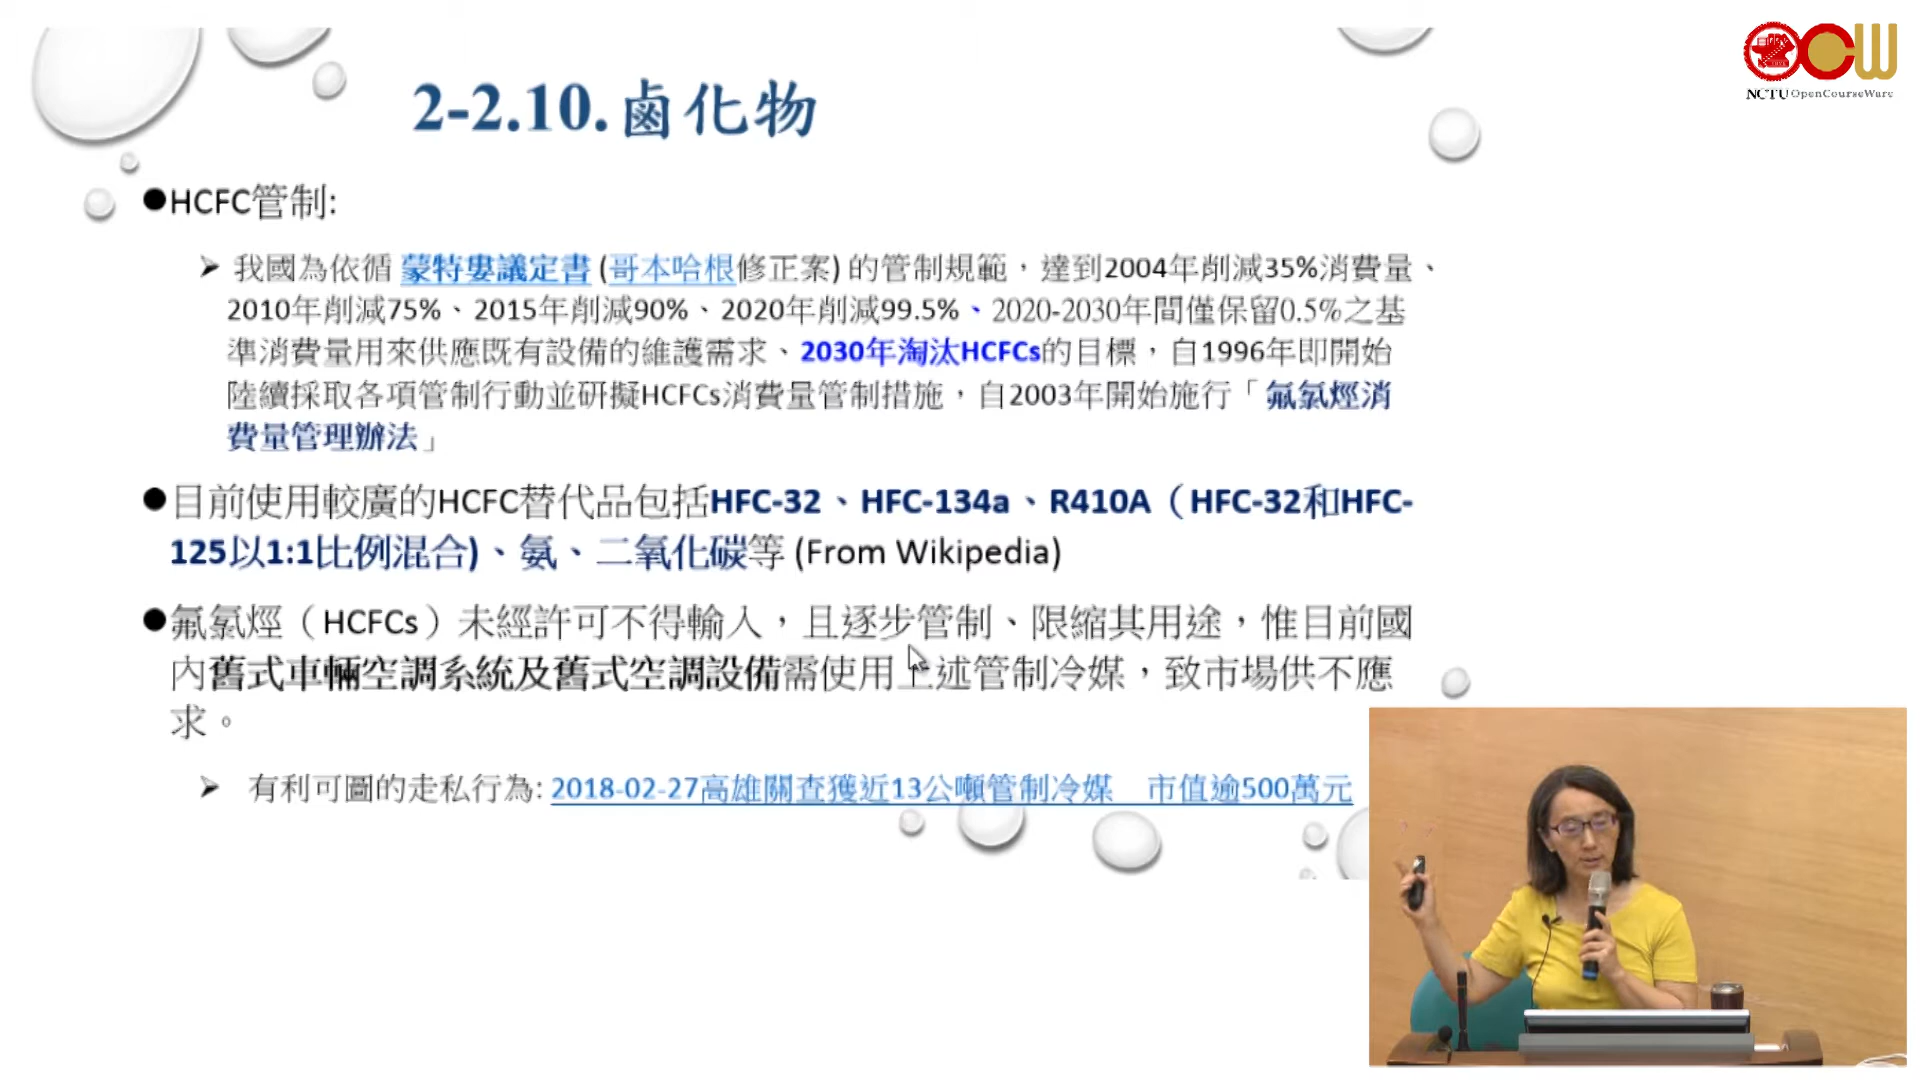 NCTU OpenCourseWare
2-2.10.鹵化物
●HCFC管制:
➢ 我國為依循 蒙特婁議定書 (哥本哈根修正案) 的管制規範，達到2004年削減35%消費量、
2010年削減75%、2015年削減90%、2020年削減99.5%、2020-2030年間僅保留0.5%之基
準消費量用來供應既有設備的維護需求、2030年淘汰HCFCs的目標，自1996年即開始
陸續採取各項管制行動並研擬HCFCs消費量管制措施，自2003年開始施行「氟氯烴消
費量管理辦法」
●目前使用較廣的HCFC替代品包括HFC-32、HFC-134a、R410A（HFC-32和HFC-
125以1:1比例混合)、氨、二氧化碳等 (From Wikipedia)
●氟氯烴（HCFCs）未經許可不得輸入，且逐步管制、限縮其用途，惟目前國
內舊式車輛空調系統及舊式空調設備需使用上述管制冷媒，致市場供不應
求。
➢ 有利可圖的走私行為: 2018-02-27高雄關查獲近13公噸管制冷媒　市值逾500萬元